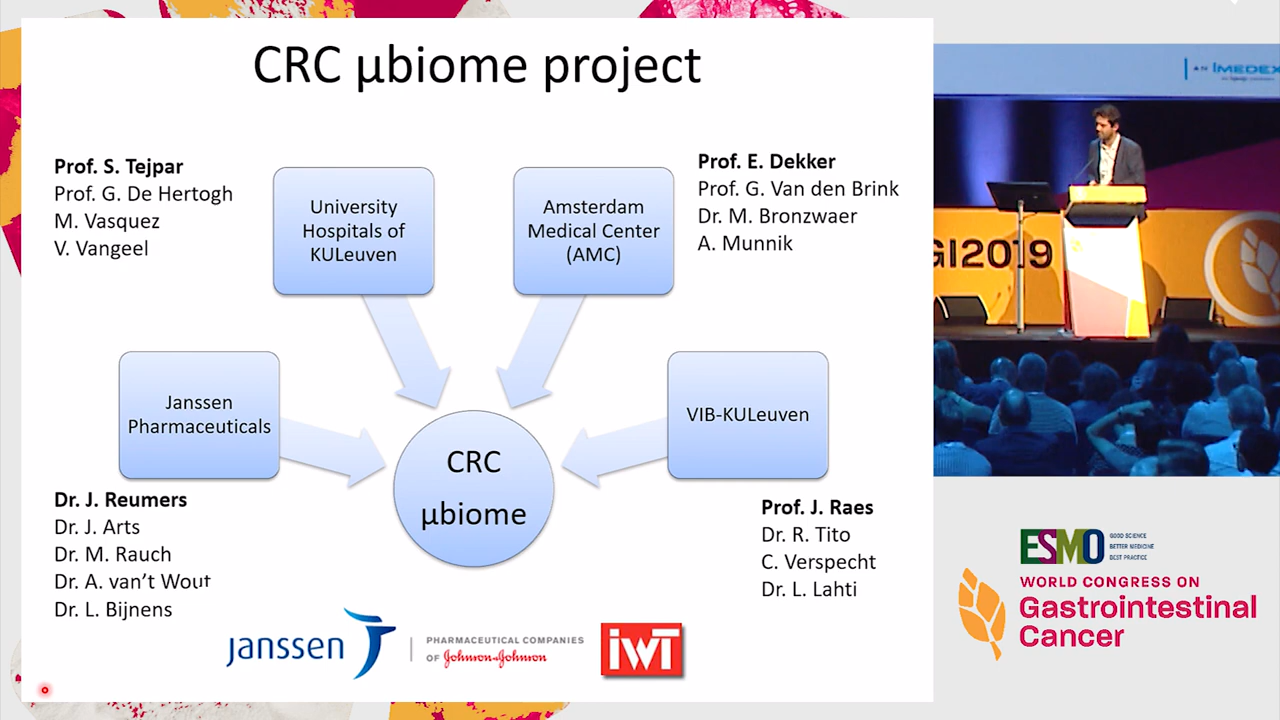 CRC µbiome project
Prof. S. Tejpar
Prof. G. De Hertogh
M. Vasquez
V. Vangeel
University
Hospitals of
KULeuven
Amsterdam
Medical Center
(AMC)
Prof. E. Dekker
Prof. G. Van den Brink
Dr. M. Bronzwaer
A. Munnik
Janssen
Pharmaceuticals
VIB-KULeuven
CRC
µbiome
Dr. J. Reumers
Dr. J. Arts
Dr. M. Rauch
Dr. A. van’t Wout
Dr. L. Bijnens
Prof. J. Raes
Dr. R. Tito
C. Verspecht
Dr. L. Lahti
janssen
PHARMACEUTICAL COMPANIES
OF Johnson & Johnson
iWT
AN IMEDEX
GI2019
ESMO
GOOD SCIENCE
BETTER MEDICINE
BEST PRACTICE
WORLD CONGRESS ON
Gastrointestinal
Cancer